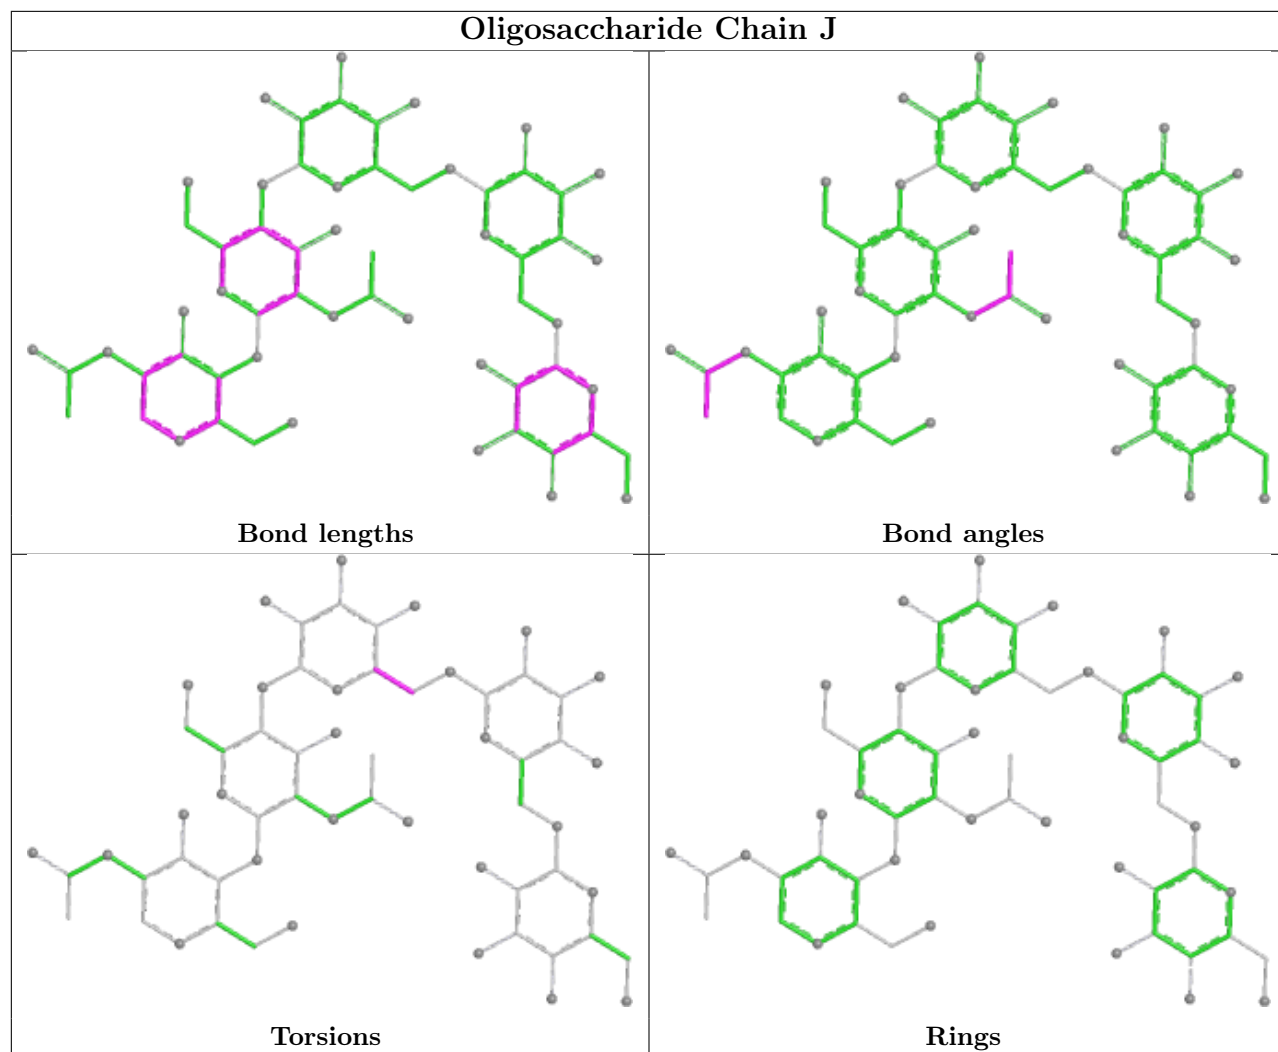 Oligosaccharide Chain J
Bond lengths
Bond angles
Torsions
Rings